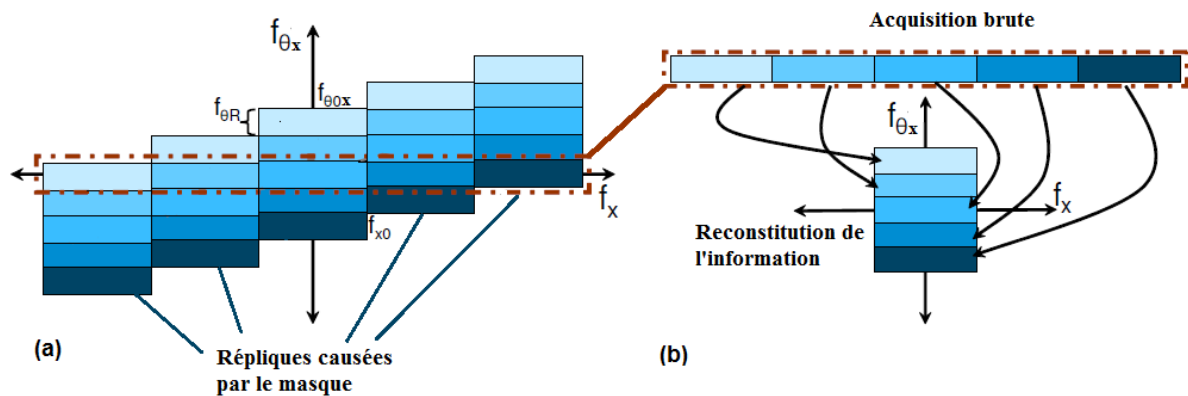 fθx
fθ0x
fθR
fx
fx0
Répliques causées
par le masque
(a)
Acquisition brute
fθx
fx
Reconstitution de
l'information
(b)